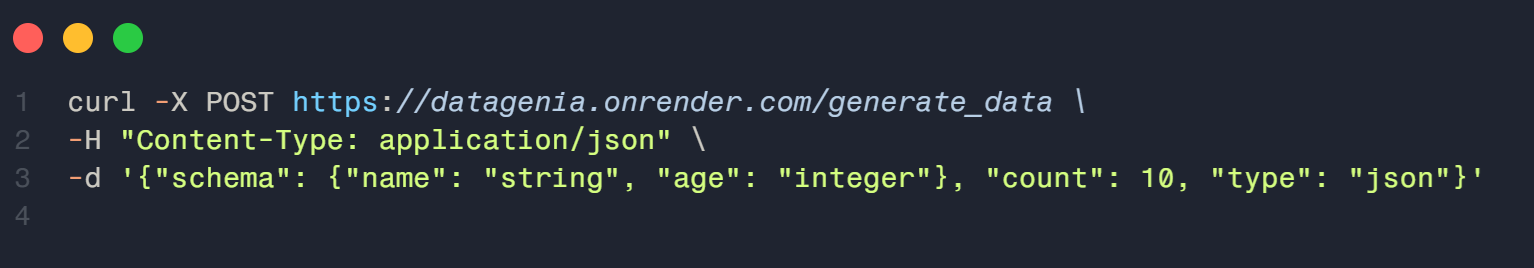 1 curl -X POST https://datagenia.onrender.com/generate_data \
2 -H "Content-Type: application/json" \
3 -d '{"schema": {"name": "string", "age": "integer"}, "count": 10, "type": "json"}'
4